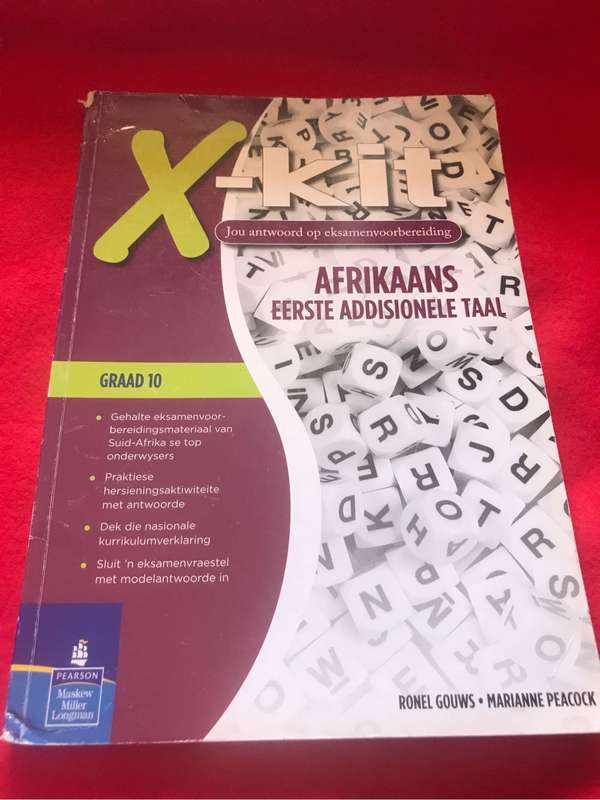 X-kit
Jou antwoord op eksamenvoorbereiding
AFRIKAANS
EERSTE ADDISIONELE TAAL
GRAAD 10
• Gehalte eksamenvoor-
bereidingsmateriaal van
Suid-Afrika se top
onderwysers
• Praktiese
hersieningsaktiwiteite
met antwoorde
• Dek die nasionale
kurrikulumverklaring
• Sluit 'n eksamenvraestel
met modelantwoorde in
PEARSON
Maskew
Miller
Longman
RONEL GOUWS • MARIANNE PEACOCK